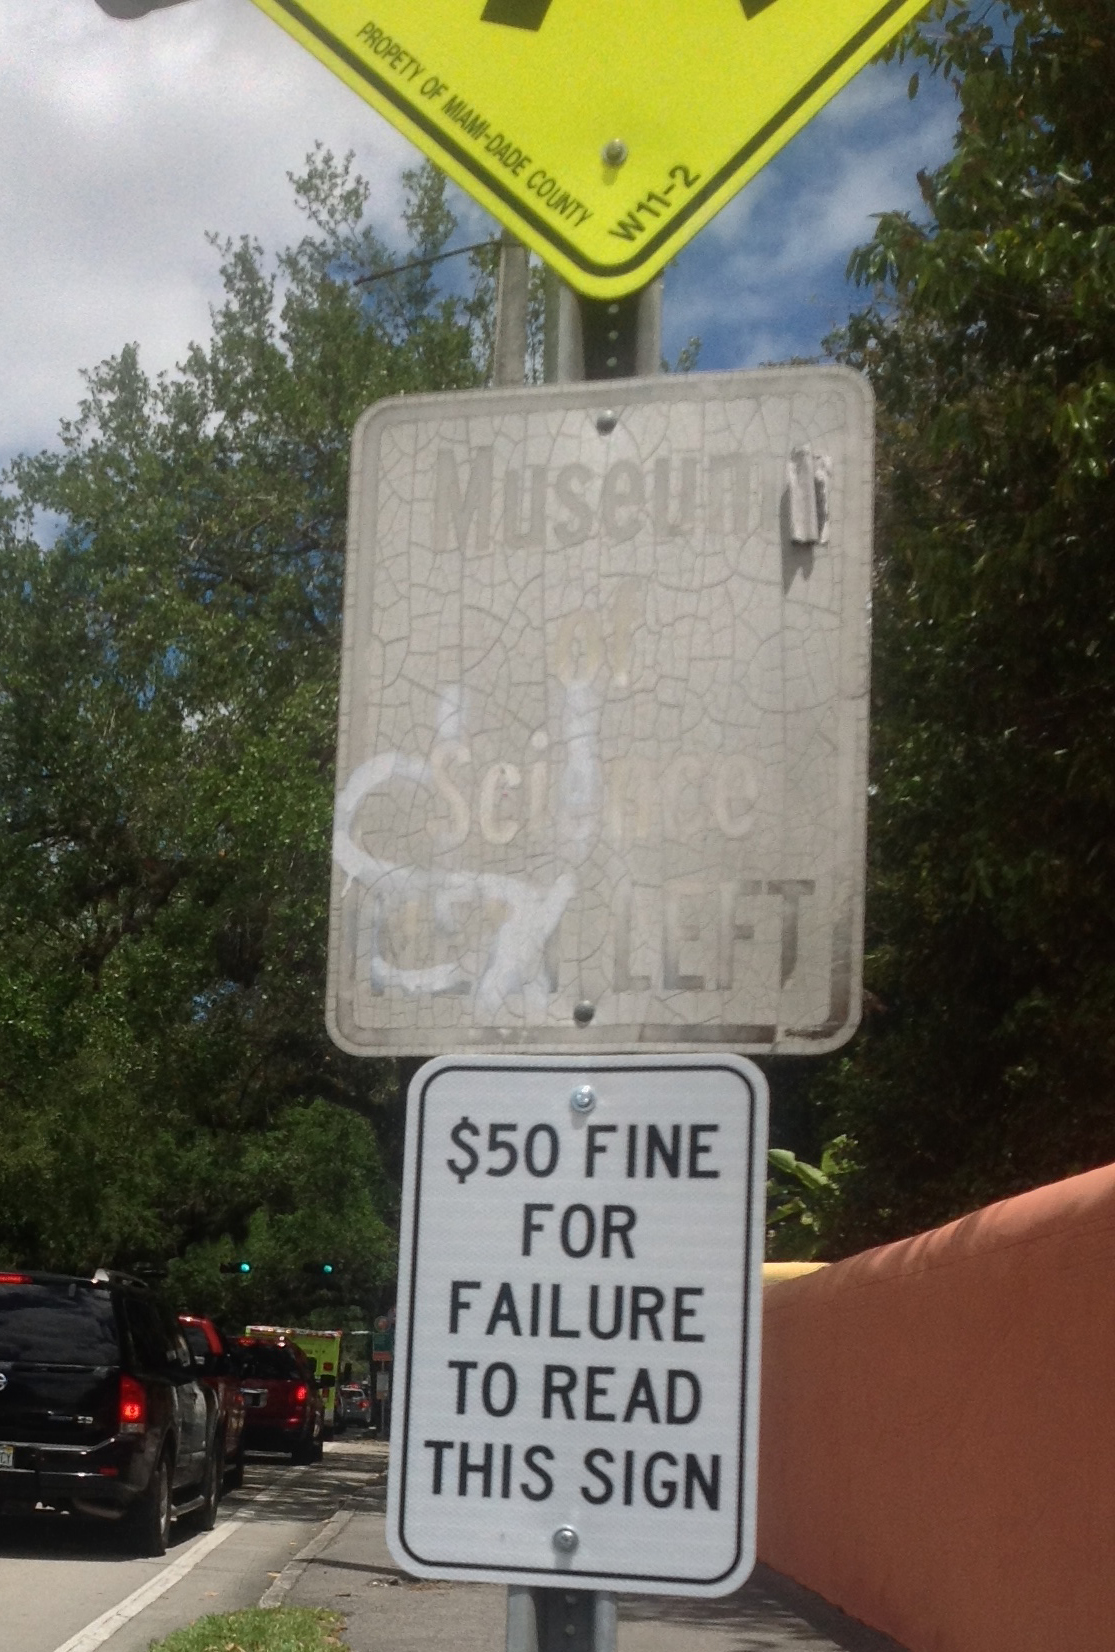 PROPETY OF MIAMI-DADE COUNTY
W11-2
Museum
of
Science
NEXT LEFT
$50 FINE
FOR
FAILURE
TO READ
THIS SIGN